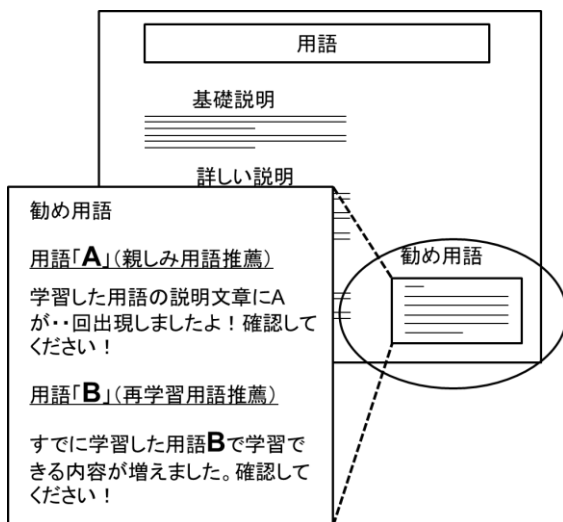 用語
基礎説明
詳しい説明
勧め用語
勧め用語
用語「A」(親しみ用語推薦)
学習した用語の説明文章にA
が・・回出現しましたよ！確認して
ください！
用語「B」(再学習用語推薦)
すでに学習した用語Bで学習で
きる内容が増えました。確認して
ください！